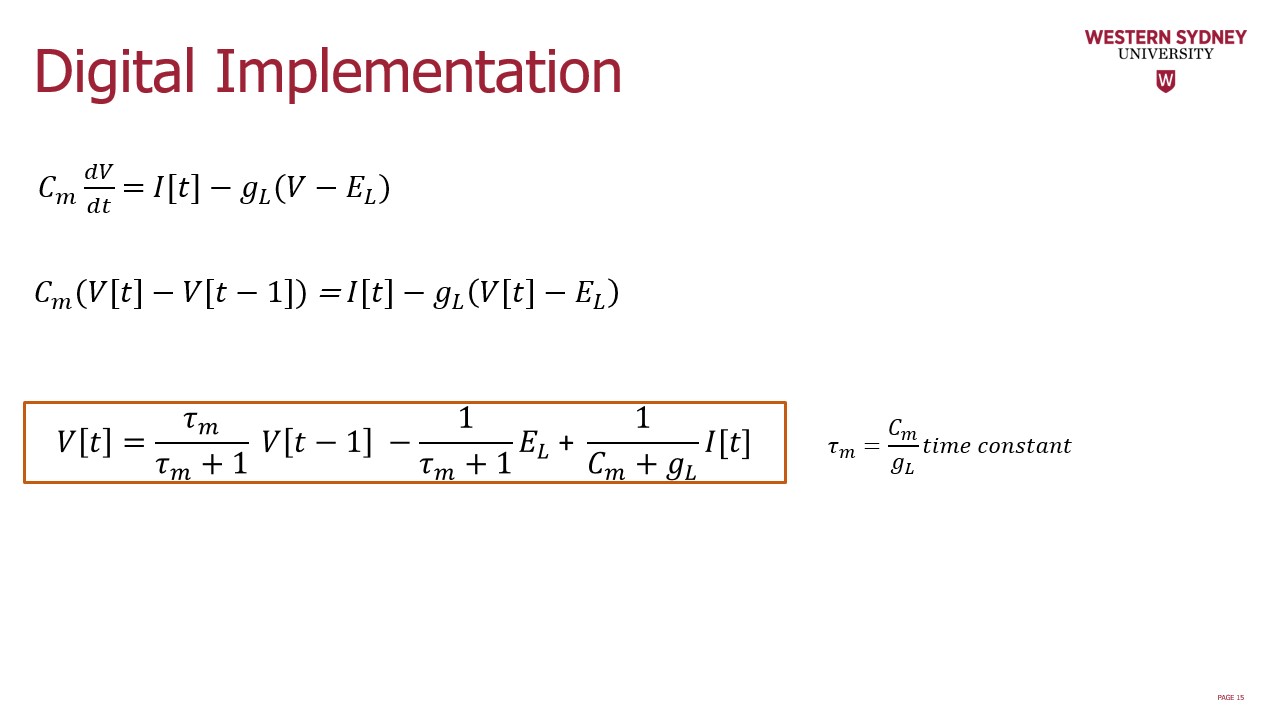 Digital Implementation
WESTERN SYDNEY
UNIVERSITY
W
$C_m \frac{dV}{dt} = I[t] - g_L(V - E_L)$
$C_m(V[t] - V[t-1]) = I[t] - g_L(V[t] - E_L)$
$V[t] = \frac{\tau_m}{\tau_m + 1} V[t-1] - \frac{1}{\tau_m + 1} E_L + \frac{1}{C_m + g_L} I[t]$
$\tau_m = \frac{C_m}{g_L} time\ constant$
PAGE 15